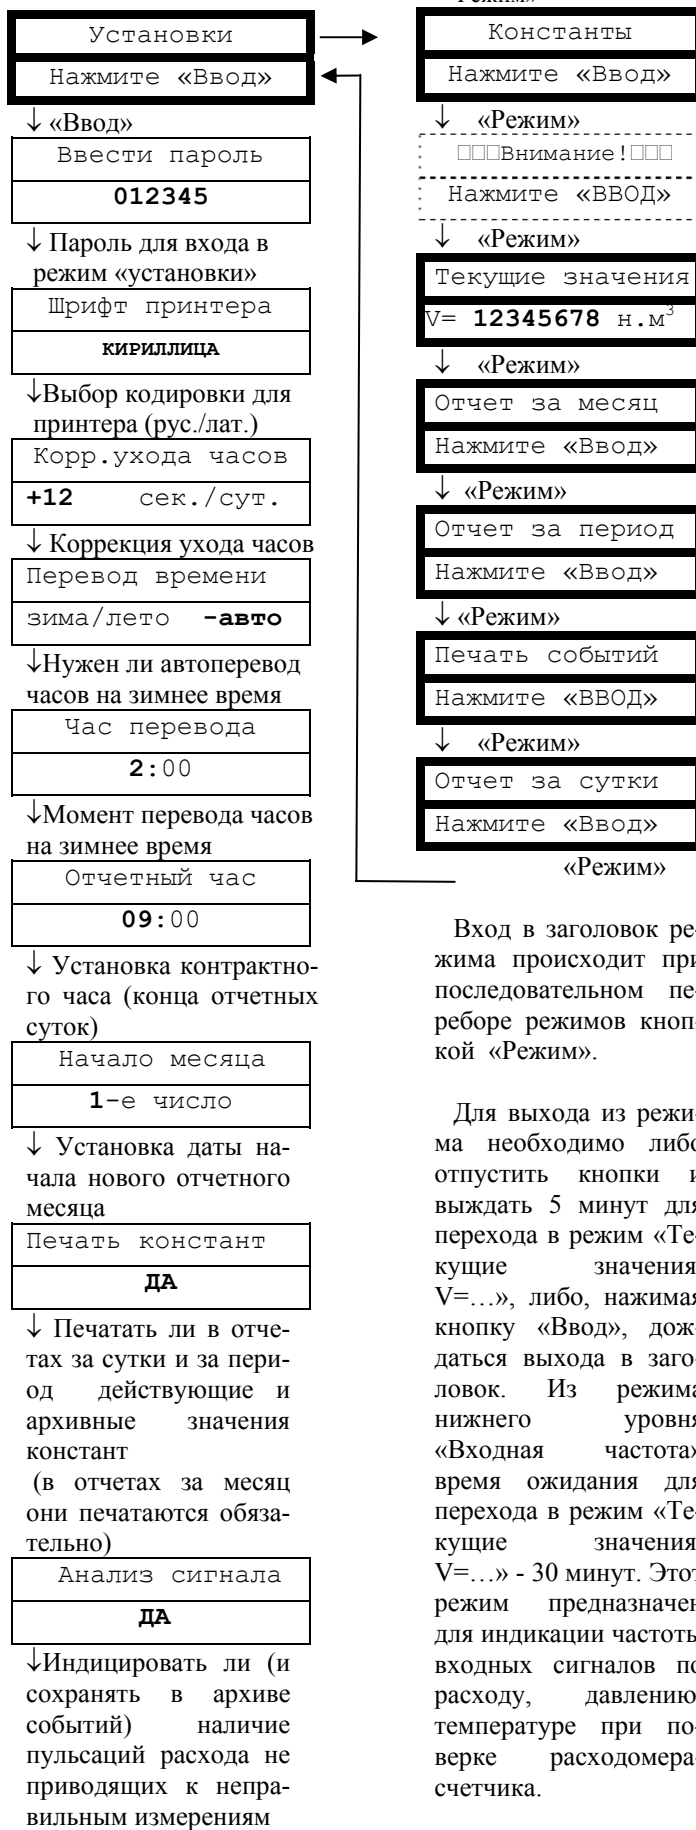 Установки
Нажмите «Ввод»
↓ «Ввод»
Ввести пароль
012345
↓ Пароль для входа в
режим «установки»
Шрифт принтера
КИРИЛЛИЦА
↓Выбор кодировки для
принтера (рус./лат.)
Корр.ухода часов
+12 сек./сут.
↓ Коррекция ухода часов
Перевод времени
зима/лето -авто
↓Нужен ли автоперевод
часов на зимнее время
Час перевода
2:00
↓Момент перевода часов
на зимнее время
Отчетный час
09:00
↓ Установка контрактно-
го часа (конца отчетных
суток)
Начало месяца
1-е число
↓ Установка даты на-
чала нового отчетного
месяца
Печать констант
ДА
↓ Печатать ли в отче-
тах за сутки и за пери-
од действующие и
архивные значения
констант
(в отчетах за месяц
они печатаются обяза-
тельно)
Анализ сигнала
ДА
↓Индицировать ли (и
сохранять в архиве
событий) наличие
пульсаций расхода не
приводящих к непра-
вильным измерениям
Константы
Нажмите «Ввод»
↓ «Режим»
□□□Внимание!□□□
Нажмите «ВВОД»
↓ «Режим»
Текущие значения
V= 12345678 н.м³
↓ «Режим»
Отчет за месяц
Нажмите «Ввод»
↓ «Режим»
Отчет за период
Нажмите «Ввод»
↓ «Режим»
Печать событий
Нажмите «ВВОД»
↓ «Режим»
Отчет за сутки
Нажмите «Ввод»
«Режим»
Вход в заголовок ре-
жима происходит при
последовательном пе-
реборе режимов кноп-
кой «Режим».
Для выхода из режи-
ма необходимо либо
отпустить кнопки и
выждать 5 минут для
перехода в режим «Те-
кущие значения
V=…», либо, нажимая
кнопку «Ввод», дож-
даться выхода в заго-
ловок. Из режима
нижнего уровня
«Входная частота»
время ожидания для
перехода в режим «Те-
кущие значения
V=…» - 30 минут. Этот
режим предназначен
для индикации частоты
входных сигналов по
расходу, давлению
температуре при по-
верке расходомера-
счетчика.